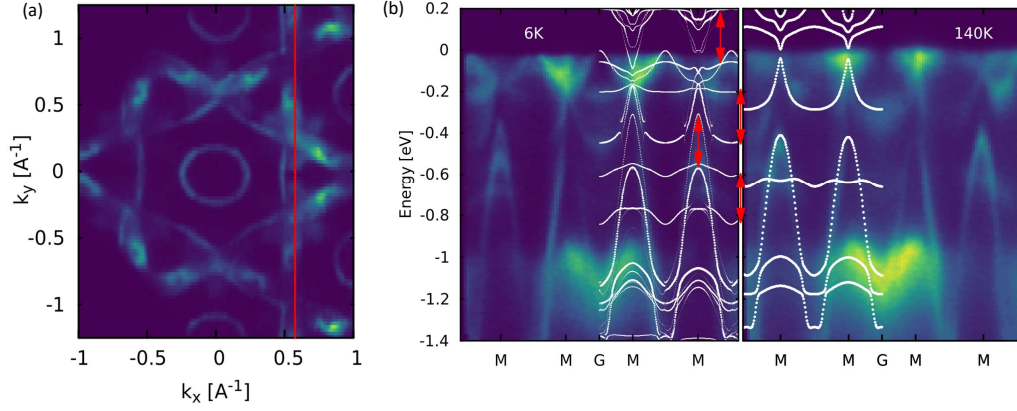 (a)
1
0.5
0
-0.5
-1
k_y [A⁻¹]
-1 -0.5 0 0.5 1
k_x [A⁻¹]
(b)
6K
140K
0.2
0
-0.2
-0.4
-0.6
-0.8
-1
-1.2
-1.4
Energy [eV]
M M G M M M M G M M